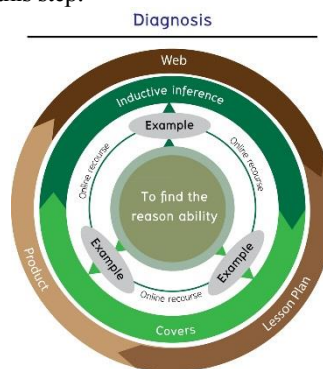 this step.
Diagnosis
Web
Inductive inference
Example
Online recourse
Online recourse
To find the
reason ability
Example
Example
Online recourse
Product
Covers
Lesson Plan